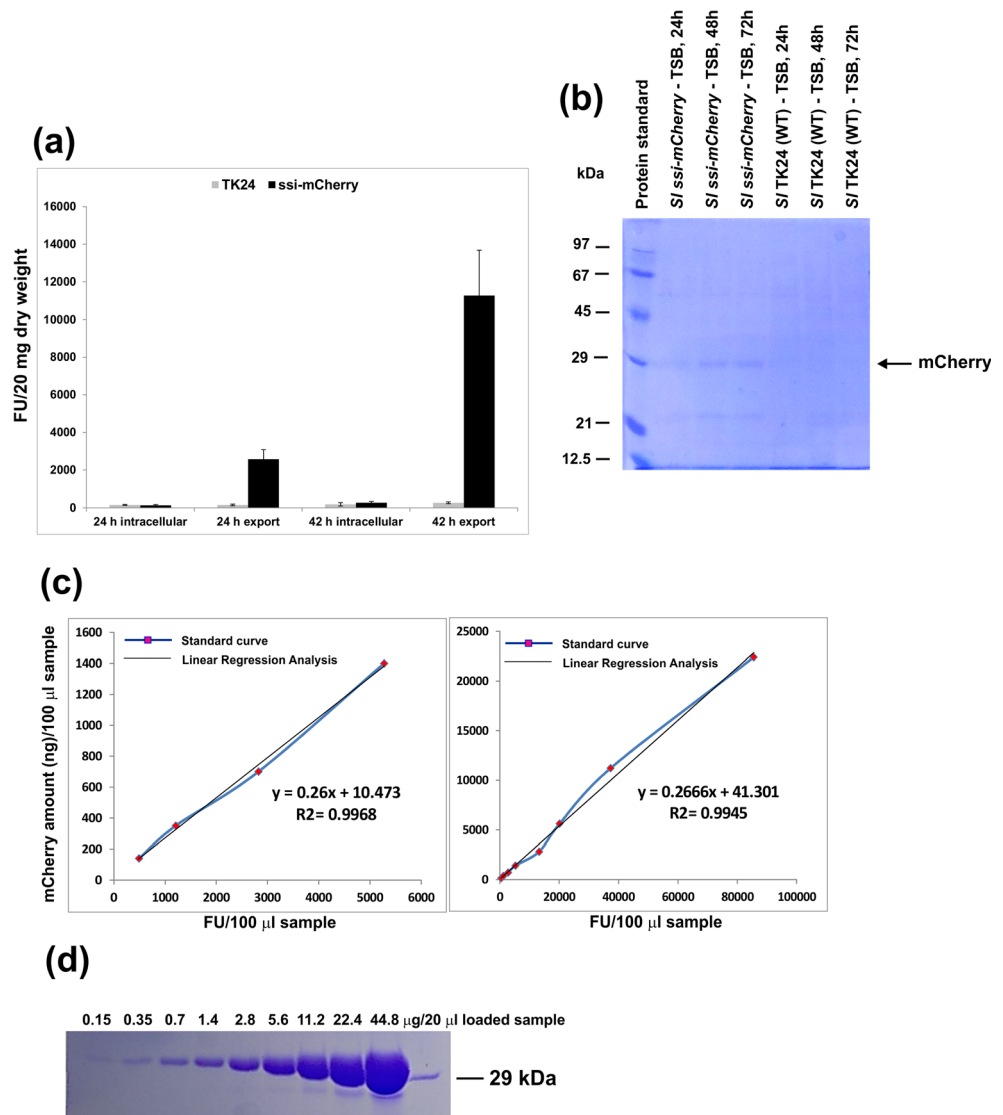 (a)
TK24 ssi-mCherry
FU/20 mg dry weight
16000
14000
12000
10000
8000
6000
4000
2000
0
24 h intracellular 24 h export 42 h intracellular 42 h export
(b)
kDa
Protein standard
Sl ssi-mCherry - TSB, 24h
Sl ssi-mCherry - TSB, 48h
Sl ssi-mCherry - TSB, 72h
Sl TK24 (WT) - TSB, 24h
Sl TK24 (WT) - TSB, 48h
Sl TK24 (WT) - TSB, 72h
97
67
45
29
21
12.5
mCherry
(c)
mCherry amount (ng)/100 µl sample
1600
1400
1200
1000
800
600
400
200
0
Standard curve
Linear Regression Analysis
y = 0.26x + 10.473
R2= 0.9968
0 1000 2000 3000 4000 5000 6000
FU/100 µl sample
25000
20000
15000
10000
5000
0
Standard curve
Linear Regression Analysis
y = 0.2666x + 41.301
R2= 0.9945
0 20000 40000 60000 80000 100000
FU/100 µl sample
(d)
0.15 0.35 0.7 1.4 2.8 5.6 11.2 22.4 44.8 µg/20 µl loaded sample
29 kDa